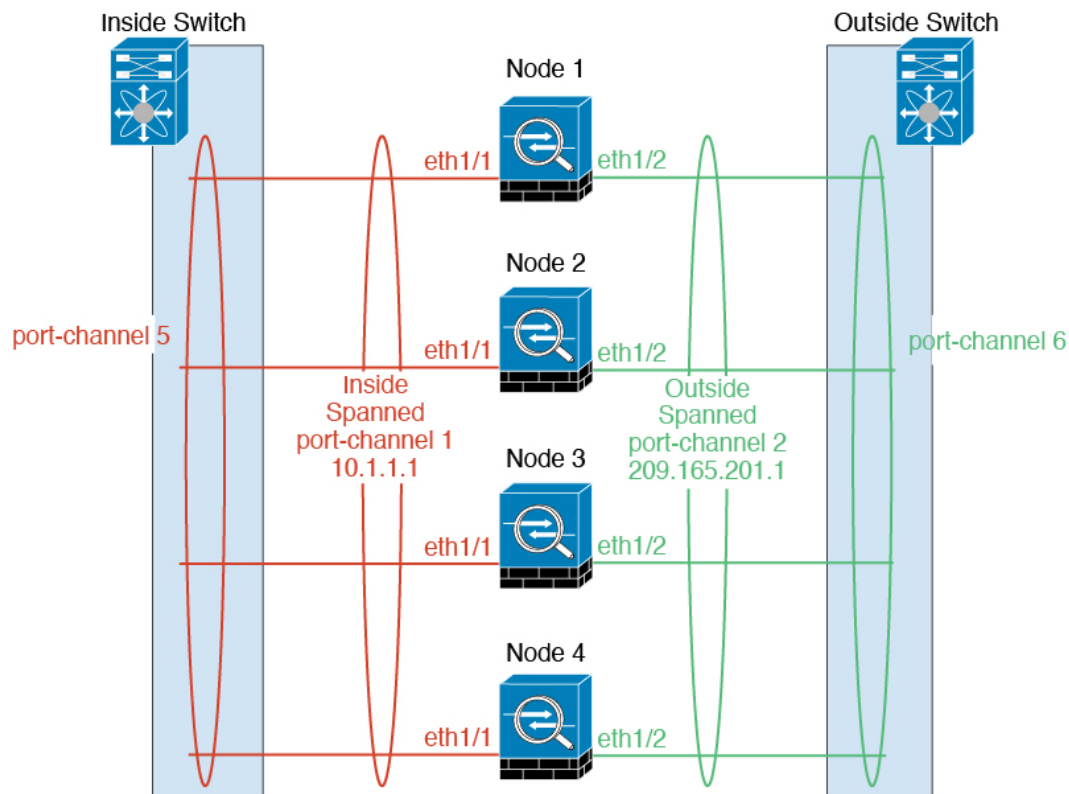 Inside Switch
Outside Switch
Node 1
eth1/1
eth1/2
Node 2
port-channel 5
eth1/1
eth1/2
port-channel 6
Inside
Spanned
port-channel 1
10.1.1.1
Outside
Spanned
port-channel 2
209.165.201.1
Node 3
eth1/1
eth1/2
Node 4
eth1/1
eth1/2